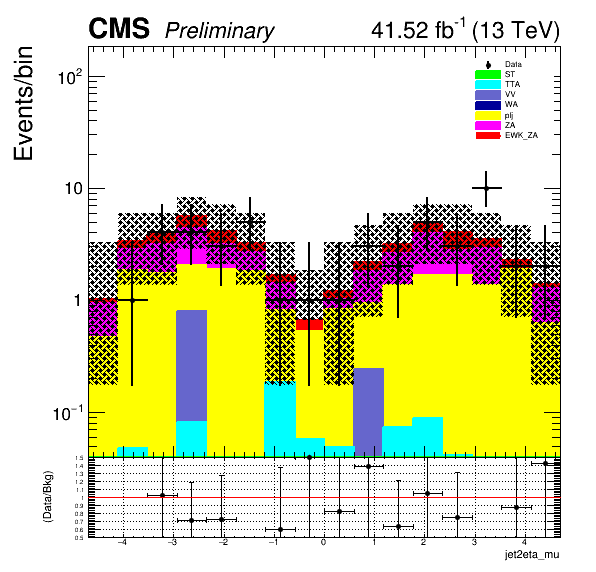 CMS Preliminary 41.52 fb-1 (13 TeV)
Events/bin
10²
10
1
10⁻¹
Data
ST
TTA
VV
WA
plj
ZA
EWK_ZA
(Data/Bkg)
1.5
1.4
1.3
1.2
1.1
1
0.9
0.8
0.7
0.6
0.5
−4 −3 −2 −1 0 1 2 3 4
jet2eta_mu